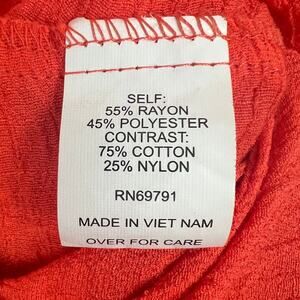 SELF:
55% RAYON
45% POLYESTER
CONTRAST:
75% COTTON
25% NYLON
RN69791
MADE IN VIET NAM
OVER FOR CARE